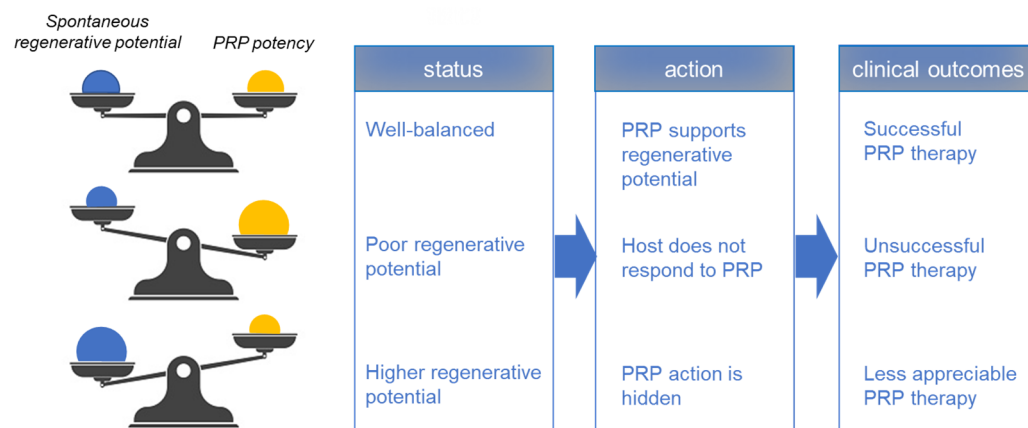 Spontaneous
regenerative potential
PRP potency
status
action
clinical outcomes
Well-balanced
PRP supports
regenerative
potential
Successful
PRP therapy
Poor regenerative
potential
Host does not
respond to PRP
Unsuccessful
PRP therapy
Higher regenerative
potential
PRP action is
hidden
Less appreciable
PRP therapy